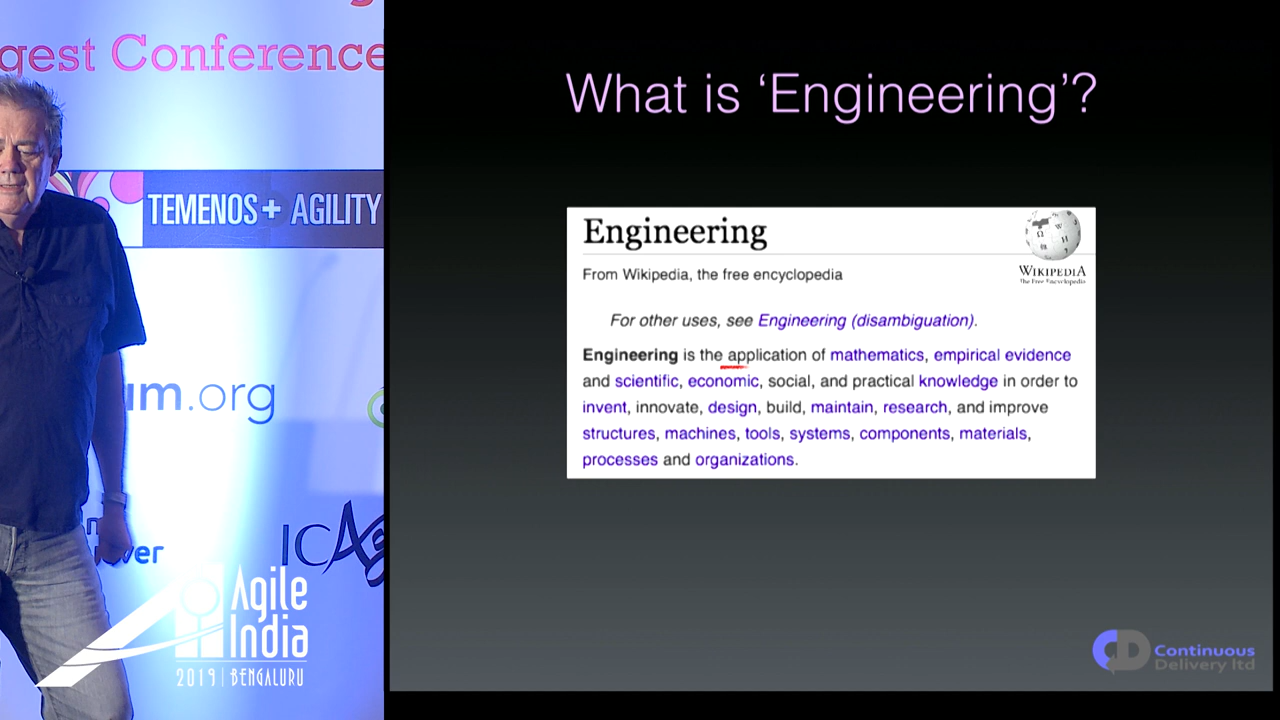 gest Conference
TEMENOS + AGILITY
um.org
ver
ICA
Agile
India
2019 | BENGALURU
What is ‘Engineering’?
Engineering
WIKIPEDIA
The Free Encyclopedia
From Wikipedia, the free encyclopedia
For other uses, see Engineering (disambiguation).
Engineering is the application of mathematics, empirical evidence
and scientific, economic, social, and practical knowledge in order to
invent, innovate, design, build, maintain, research, and improve
structures, machines, tools, systems, components, materials,
processes and organizations.
CD Continuous
Delivery ltd